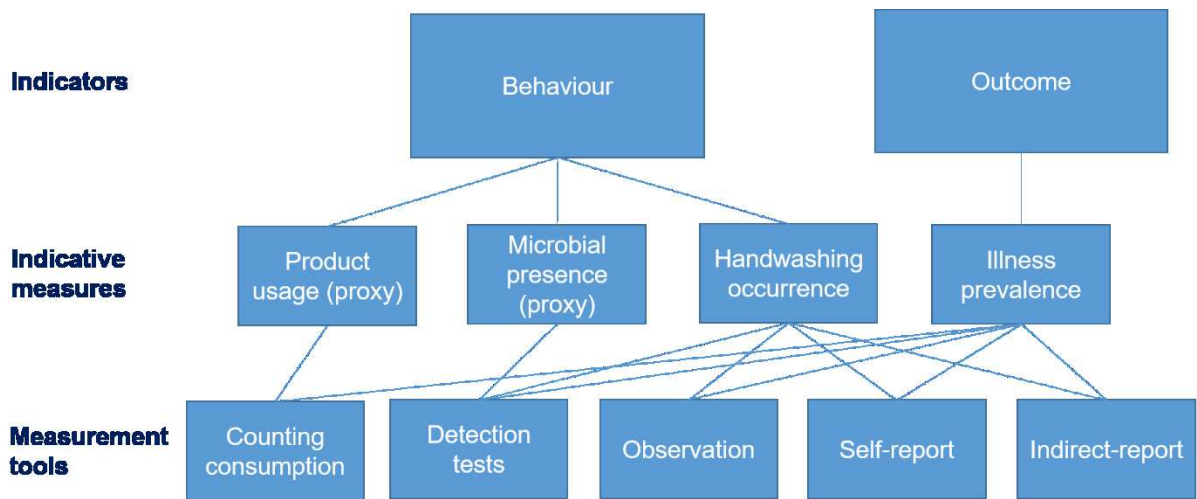 Indicators
Behaviour
Outcome
Indicative
measures
Product
usage (proxy)
Microbial
presence
(proxy)
Handwashing
occurrence
Illness
prevalence
Measurement
tools
Counting
consumption
Detection
tests
Observation
Self-report
Indirect-report